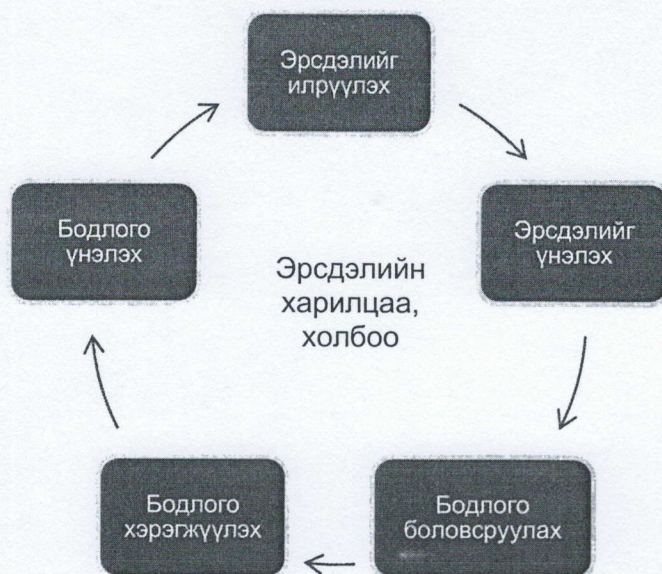 Эрсдэлийг
илрүүлэх
Эрсдэлийг
үнэлэх
Бодлого
боловсруулах
Бодлого
хэрэгжүүлэх
Бодлого
үнэлэх
Эрсдэлийн
харилцаа,
холбоо